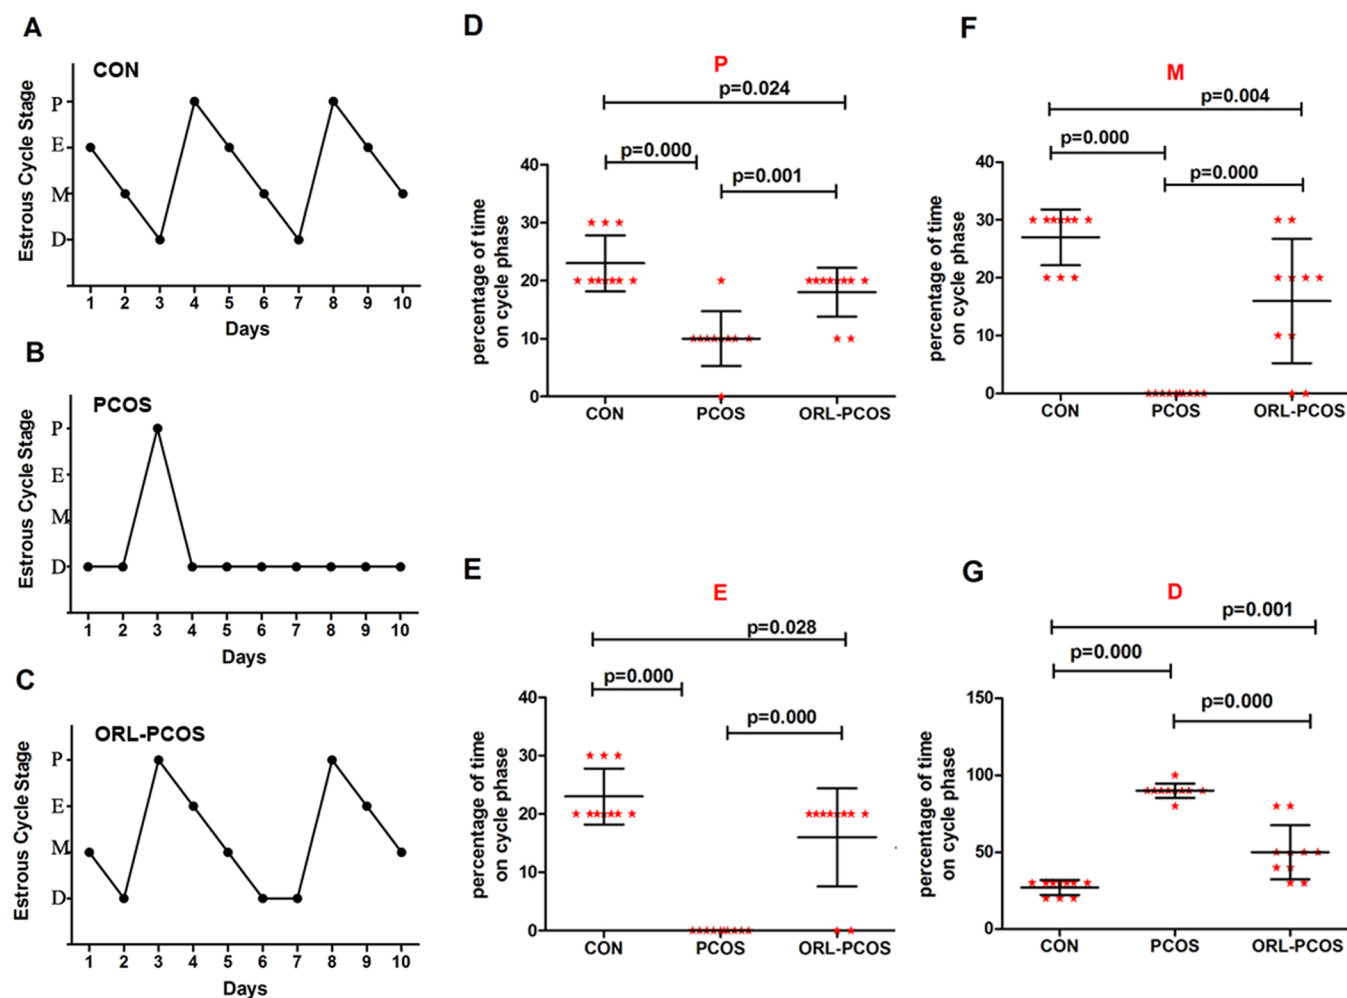 A
CON
Estrous Cycle Stage
P
E
M
D
1 2 3 4 5 6 7 8 9 10
Days
B
PCOS
Estrous Cycle Stage
P
E
M
D
1 2 3 4 5 6 7 8 9 10
Days
C
ORL-PCOS
Estrous Cycle Stage
P
E
M
D
1 2 3 4 5 6 7 8 9 10
Days
D
P
p=0.024
p=0.000
p=0.001
percentage of time
on cycle phase
40
30
20
10
0
CON PCOS ORL-PCOS
E
E
p=0.028
p=0.000
p=0.000
percentage of time
on cycle phase
40
30
20
10
0
CON PCOS ORL-PCOS
F
M
p=0.004
p=0.000
p=0.000
percentage of time
on cycle phase
40
30
20
10
0
CON PCOS ORL-PCOS
G
D
p=0.001
p=0.000
p=0.000
percentage of time
on cycle phase
150
100
50
0
CON PCOS ORL-PCOS